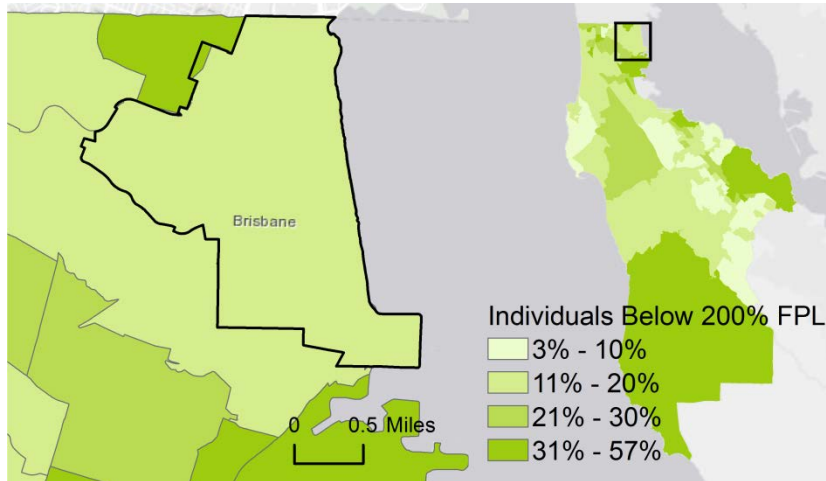 Brisbane
0 0.5 Miles
Individuals Below 200% FPL
3% - 10%
11% - 20%
21% - 30%
31% - 57%